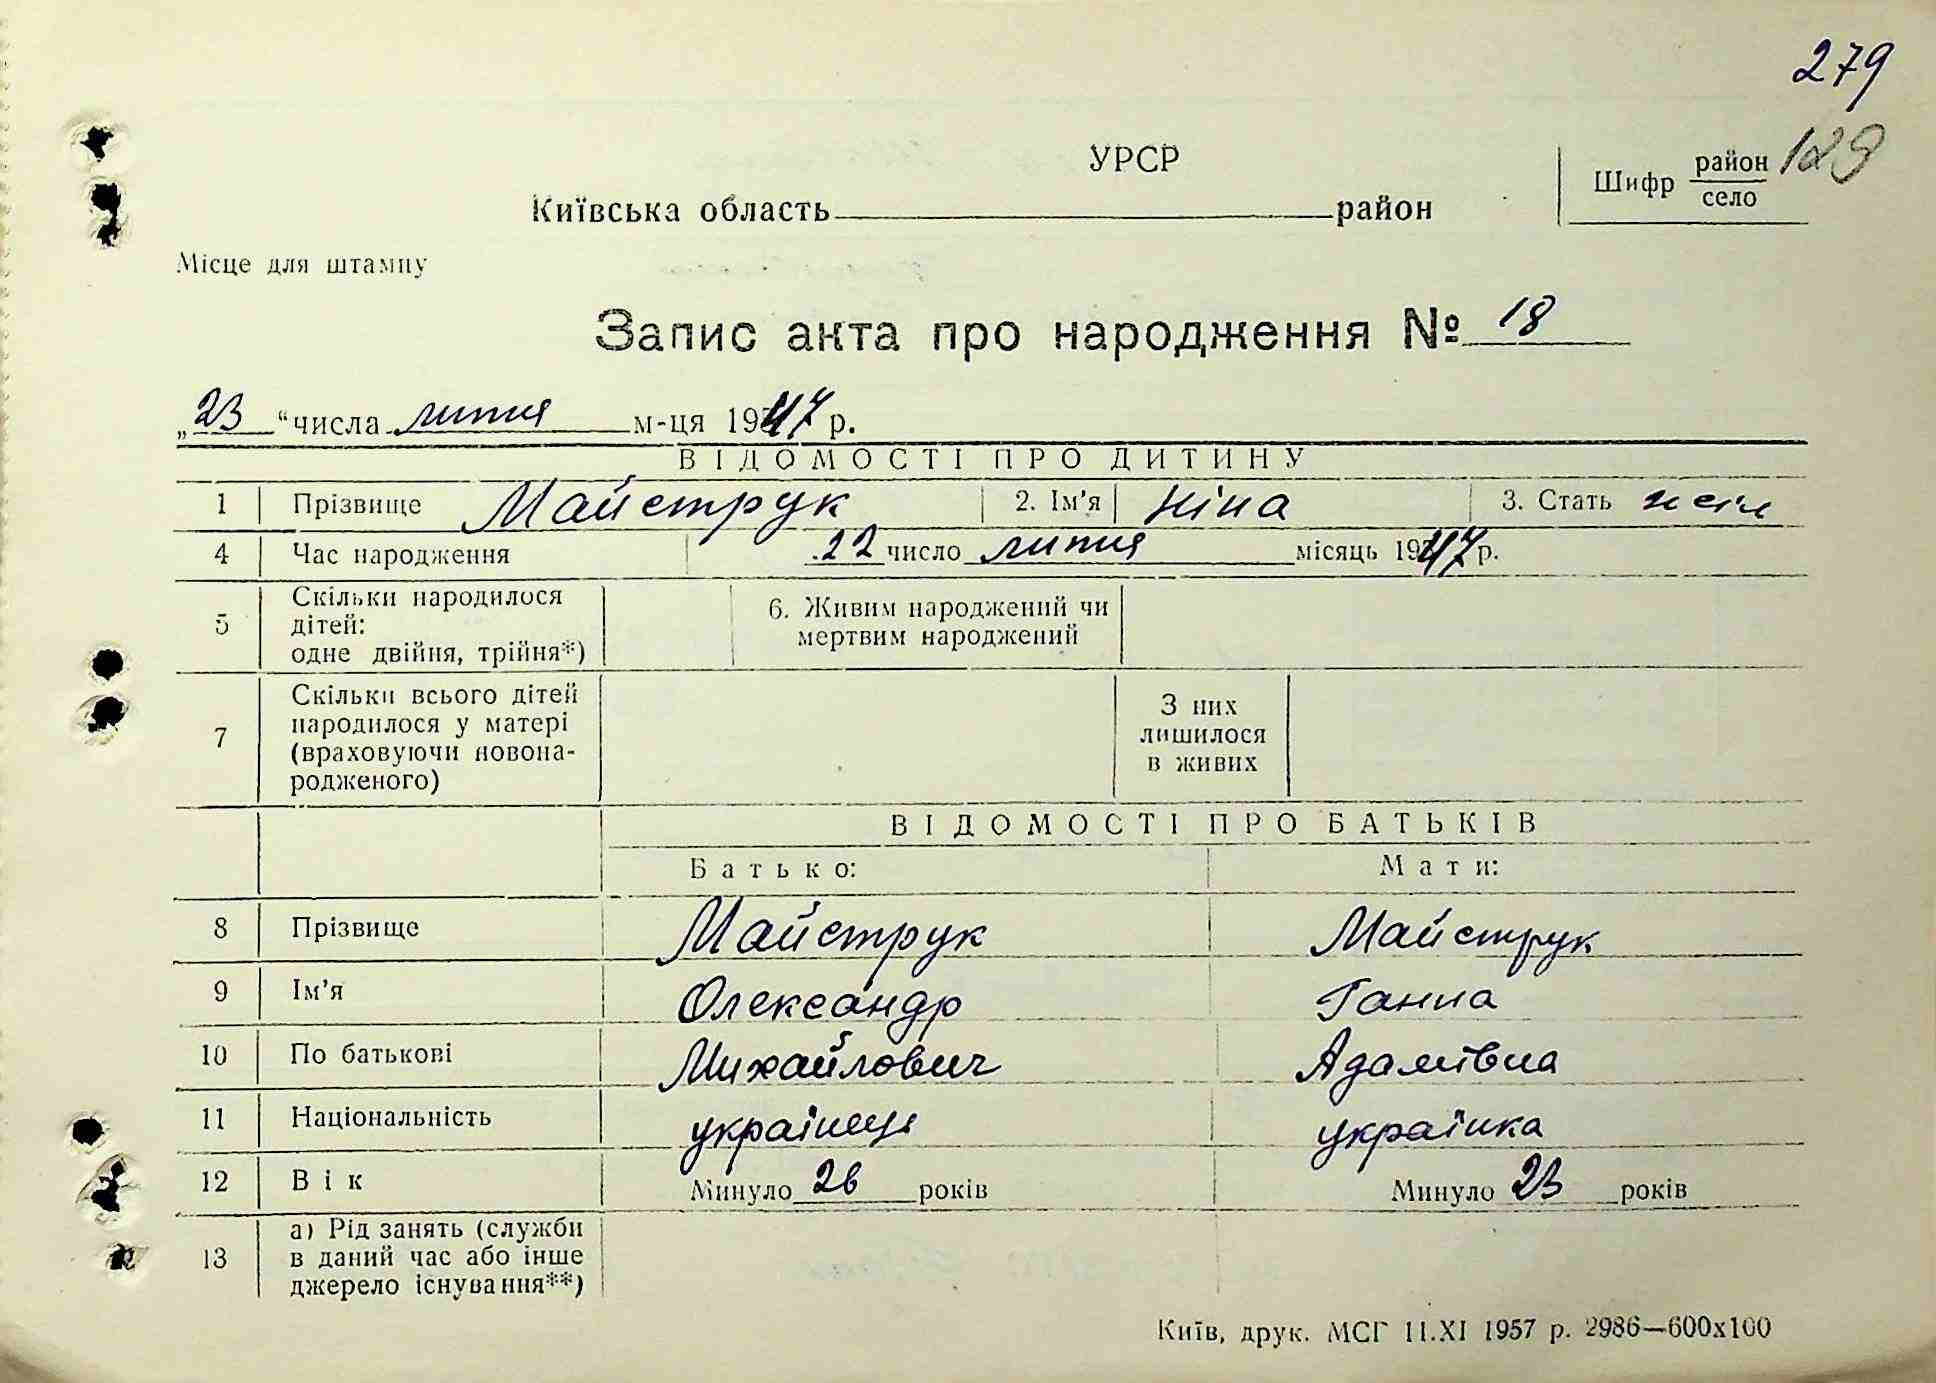 279
УРСР
Шифр район 129
село
Київська область район
Місце для штампу
Запис акта про народження № 18
„23“ числа липня м-ця 1947 р.
ВІДОМОСТІ ПРО ДИТИНУ
1 Прізвище Майструк 2. Ім'я Ніна 3. Стать жін
4 Час народження 22 число липня місяць 1947 р.
5 Скільки народилося дітей: одне двійня, трійня*) 6. Живим народжений чи мертвим народжений
7 Скільки всього дітей народилося у матері (враховуючи новонародженого) З них лишилося в живих
ВІДОМОСТІ ПРО БАТЬКІВ
Батько: Мати:
8 Прізвище Майструк Майструк
9 Ім'я Олександр Ганна
10 По батькові Михайлович Адамівна
11 Національність українець українка
12 Вік Минуло 26 років Минуло 23 років
13 а) Рід занять (служби в даний час або інше джерело існування**)
Київ, друк. МСГ 11.XI 1957 р. 2986—600х100